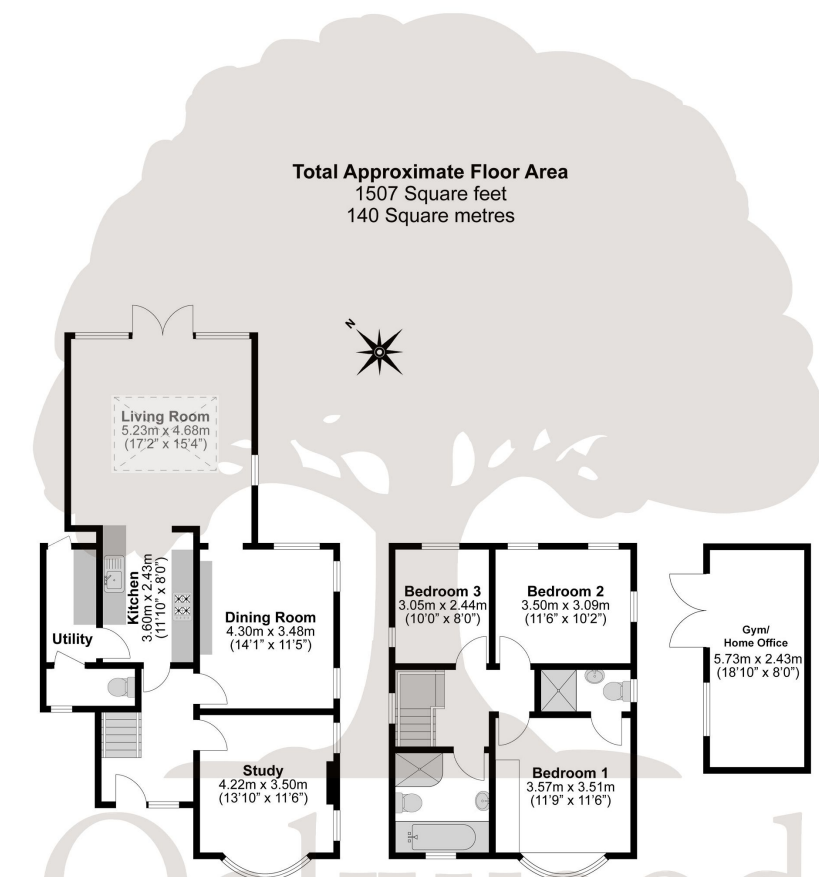 Total Approximate Floor Area
1507 Square feet
140 Square metres
N
Living Room
5.23m x 4.68m
(17'2" x 15'4")
Kitchen
3.60m x 2.43m
(11'10" x 8'0")
Utility
Dining Room
4.30m x 3.48m
(14'1" x 11'5")
Study
4.22m x 3.50m
(13'10" x 11'6")
Bedroom 3
3.05m x 2.44m
(10'0" x 8'0")
Bedroom 2
3.50m x 3.09m
(11'6" x 10'2")
Bedroom 1
3.57m x 3.51m
(11'9" x 11'6")
Gym/
Home Office
5.73m x 2.43m
(18'10" x 8'0")